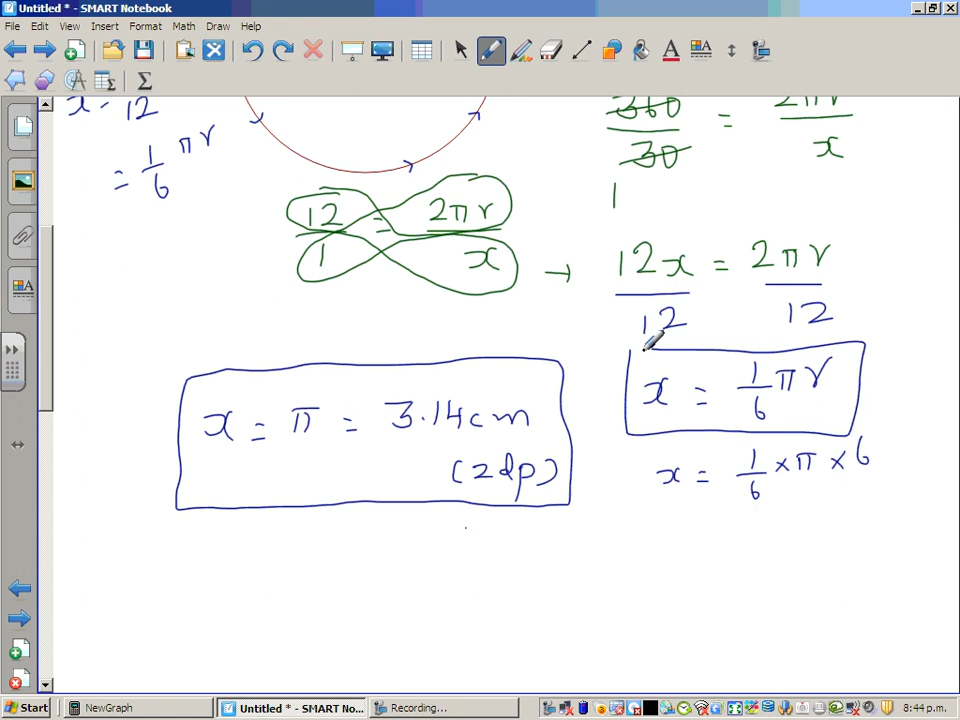 Untitled * - SMART Notebook
File Edit View Insert Format Math Draw Help
x = 12
= 1/6 πr
360/30 = 2πr/x
1
12/1 = 2πr/x
→ 12x/12 = 2πr/12
x = 1/6 πr
x = 1/6 × π × 6
x = π = 3.14cm
(2dp)
Start NewGraph Untitled * - SMART No... Recording... 8:44 p.m.